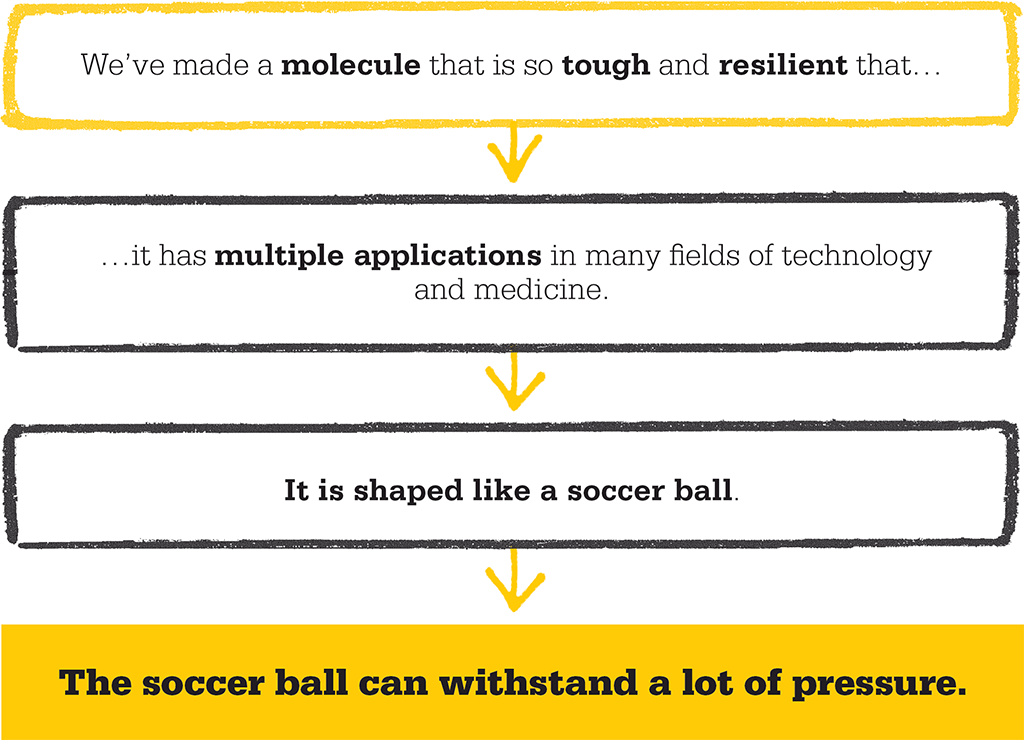 We’ve made a molecule that is so tough and resilient that…
…it has multiple applications in many fields of technology
and medicine.
It is shaped like a soccer ball.
The soccer ball can withstand a lot of pressure.